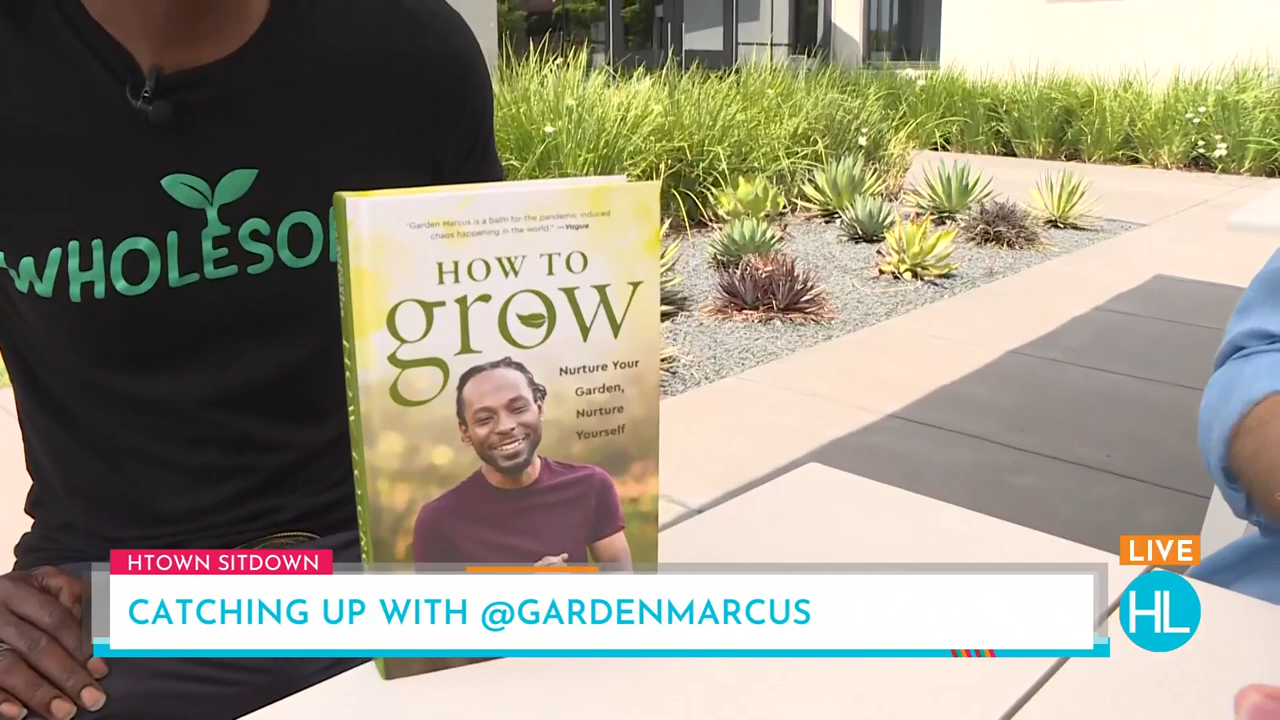 WHOLESO
"Garden Marcus is a balm for the pandemic induced
chaos happening in the world." —Vogue
HOW TO
grow
Nurture Your
Garden,
Nurture
Yourself
HTOWN SITDOWN
CATCHING UP WITH @GARDENMARCUS
LIVE
HL